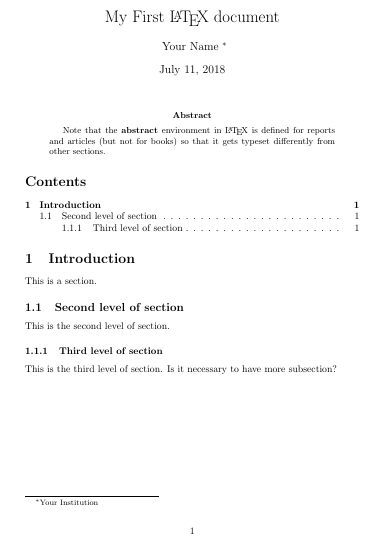 My First LATEX document
Your Name *
July 11, 2018
Abstract
Note that the abstract environment in LATEX is defined for reports
and articles (but not for books) so that it gets typeset differently from
other sections.
Contents
1 Introduction 1
1.1 Second level of section . . . . . . . . . . . . . . . . . . . . . . . . 1
1.1.1 Third level of section . . . . . . . . . . . . . . . . . . . . . 1
1 Introduction
This is a section.
1.1 Second level of section
This is the second level of section.
1.1.1 Third level of section
This is the third level of section. Is it necessary to have more subsection?
*Your Institution
1